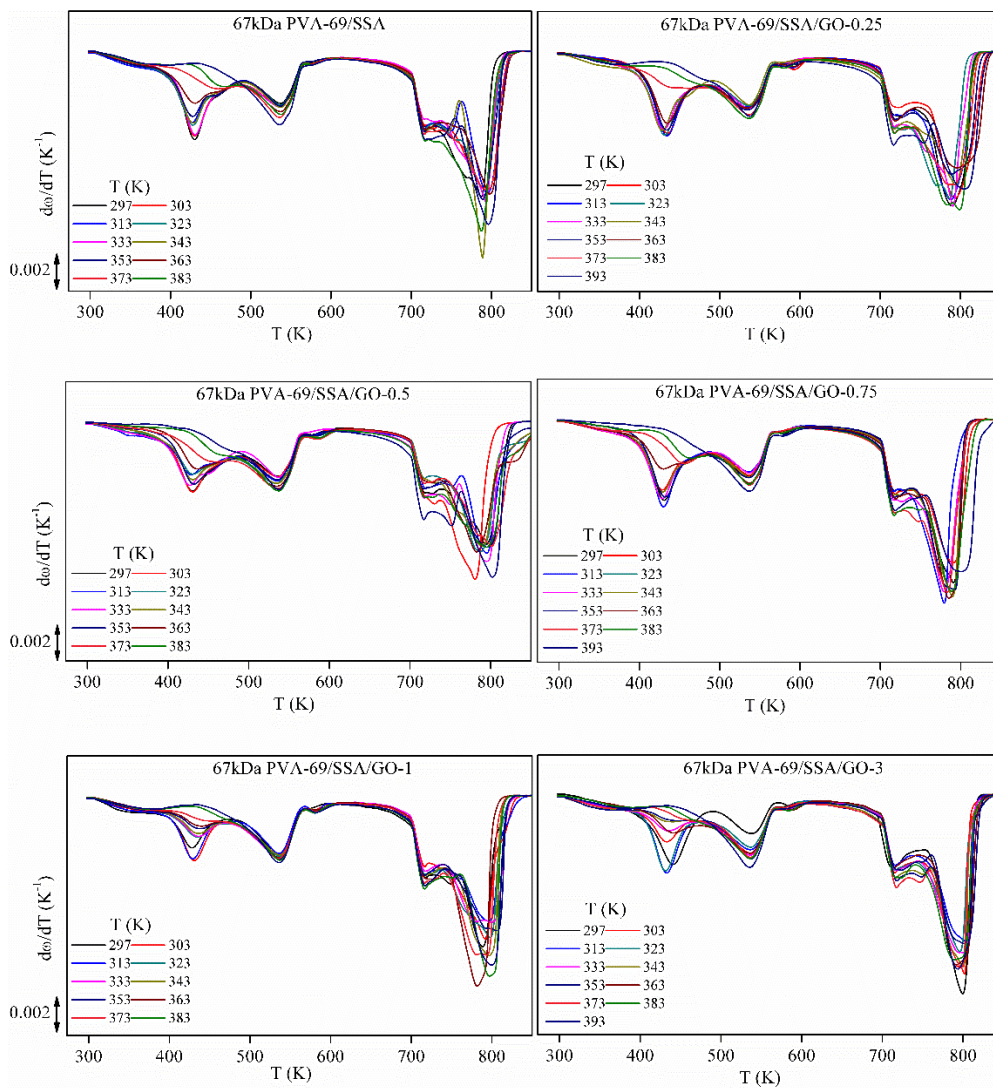 67kDa PVA-69/SSA
dω/dT (K⁻¹)
T (K)
297 303
313 323
333 343
353 363
373 383
0.002
300 400 500 600 700 800
T (K)
67kDa PVA-69/SSA/GO-0.25
T (K)
297 303
313 323
333 343
353 363
373 383
393
300 400 500 600 700 800
T (K)
67kDa PVA-69/SSA/GO-0.5
dω/dT (K⁻¹)
T (K)
297 303
313 323
333 343
353 363
373 383
0.002
300 400 500 600 700 800
T (K)
67kDa PVA-69/SSA/GO-0.75
T (K)
297 303
313 323
333 343
353 363
373 383
393
300 400 500 600 700 800
T (K)
67kDa PVA-69/SSA/GO-1
dω/dT (K⁻¹)
T (K)
297 303
313 323
333 343
353 363
373 383
0.002
300 400 500 600 700 800
T (K)
67kDa PVA-69/SSA/GO-3
T (K)
297 303
313 323
333 343
353 363
373 383
393
300 400 500 600 700 800
T (K)